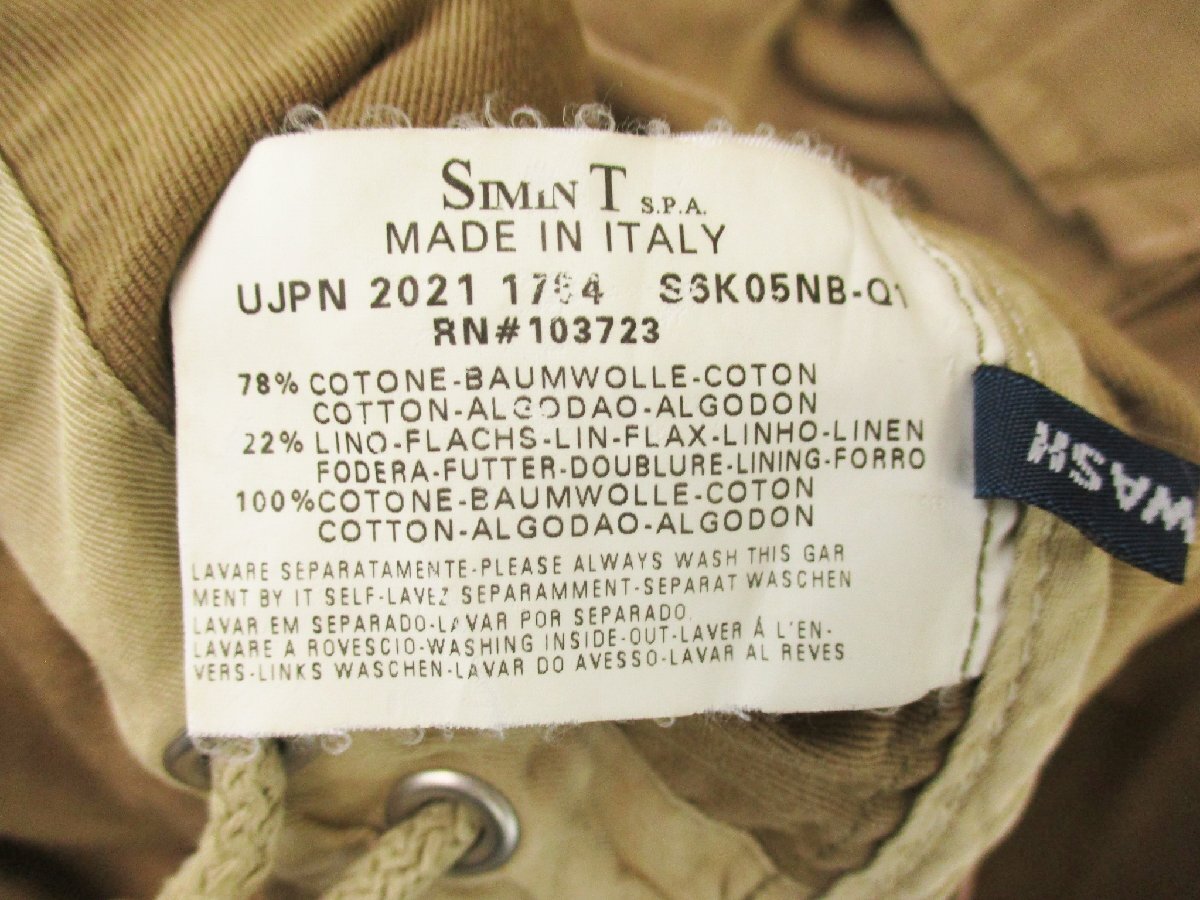 SIMIN T S.P.A.
MADE IN ITALY
UJPN 2021 S6K05NB-Q1
RN#103723
78% COTONE-BAUMWOLLE-COTON
COTTON-ALGODAO-ALGODON
22% LINO-FLACHS-LIN-FLAX-LINHO-LINEN
FODERA-FUTTER-DOUBLURE-LINING-FORRO
100% COTONE-BAUMWOLLE-COTON
COTTON-ALGODAO-ALGODON
LAVARE SEPARATAMENTE-PLEASE ALWAYS WASH THIS GAR
MENT BY IT SELF-LAVEZ SEPARAMMENT-SEPARAT WASCHEN
LAVAR EM SEPARADO-LAVAR POR SEPARADO.
LAVARE A ROVESCIO-WASHING INSIDE-OUT-LAVER Á L'EN-
VERS-LINKS WASCHEN-LAVAR DO AVESSO-LAVAR AL REVES
WASH